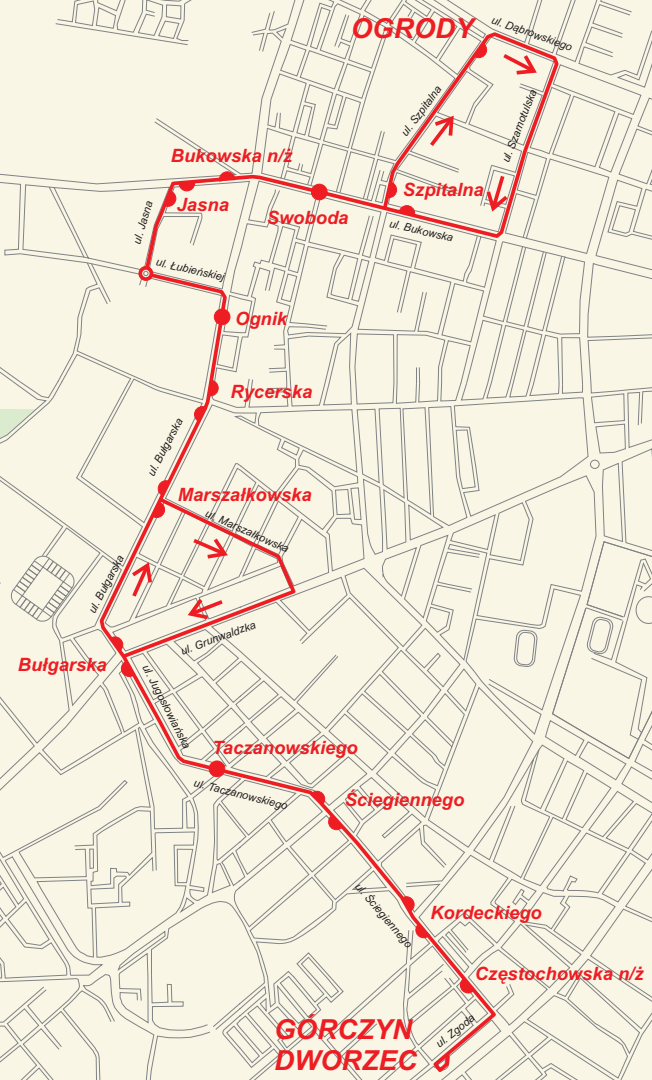 OGRODY
ul. Dąbrowskiego
ul. Szpitalna
ul. Szamotulska
Bukowska n/ż
Szpitalna
Jasna
Swoboda
ul. Jasna
ul. Bukowska
ul. Łubieńskiej
Ognik
Rycerska
ul. Bułgarska
Marszałkowska
ul. Marszałkowska
ul. Bułgarska
ul. Grunwaldzka
Bułgarska
ul. Jugosłowiańska
Taczanowskiego
ul. Taczanowskiego
Ściegiennego
ul. Ściegiennego
Kordeckiego
Częstochowska n/ż
ul. Zgoda
GÓRCZYN
DWORZEC